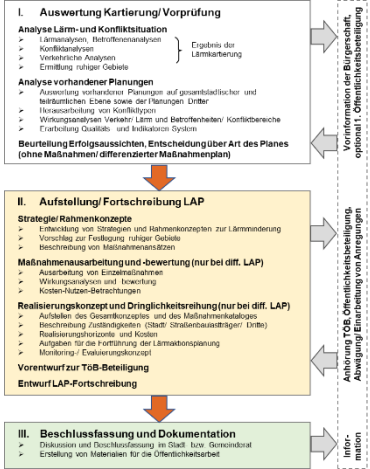 I. Auswertung Kartierung/ Vorprüfung
Analyse Lärm- und Konfliktsituation
➢ Lärmanalysen, Betroffenenanalysen
➢ Konfliktanalysen
➢ Verkehrliche Analysen
➢ Ermittlung ruhiger Gebiete
Ergebnis der
Lärmkartierung
Analyse vorhandener Planungen
➢ Auswertung vorhandener Planungen auf gesamtstädtischer und
teilräumlichen Ebene sowie der Planungen Dritter
➢ Herausarbeitung von Konflikttypen
➢ Wirkungsanalysen Verkehr/ Lärm und Betroffenheiten/ Konfliktbereiche
➢ Erarbeitung Qualitäts- und Indikatoren System
Beurteilung Erfolgsaussichten, Entscheidung über Art des Planes
(ohne Maßnahmen/ differenzierter Maßnahmenplan)
Vorinformation der Bürgerschaft,
optional 1. Öffentlichkeitsbeteiligung
II. Aufstellung/ Fortschreibung LAP
Strategie/ Rahmenkonzepte
➢ Entwicklung von Strategien und Rahmenkonzepten zur Lärmminderung
➢ Vorschlag zur Festlegung ruhiger Gebiete
➢ Beschreibung von Maßnahmenansätzen
Maßnahmenausarbeitung und -bewertung (nur bei diff. LAP)
➢ Ausarbeitung von Einzelmaßnahmen
➢ Wirkungsanalysen und -bewertung
➢ Kosten-Nutzen-Betrachtungen
Realisierungskonzept und Dringlichkeitsreihung (nur bei diff. LAP)
➢ Aufstellen des Gesamtkonzeptes und des Maßnahmenkataloges
➢ Beschreibung Zuständigkeiten (Stadt/ Straßenbaulastträger/ Dritte)
➢ Realisierungshorizonte und Kosten
➢ Aufgaben für die Fortführung der Lärmaktionsplanung
➢ Monitoring-/ Evaluierungskonzept
Vorentwurf zur TöB-Beteiligung
Entwurf LAP-Fortschreibung
Anhörung TÖB, Öffentlichkeitsbeteiligung,
Abwägung/ Einarbeitung von Anregungen
III. Beschlussfassung und Dokumentation
➢ Diskussion und Beschlussfassung im Stadt- bzw. Gemeinderat
➢ Erstellung von Materialien für die Öffentlichkeitsarbeit
Infor-
mation